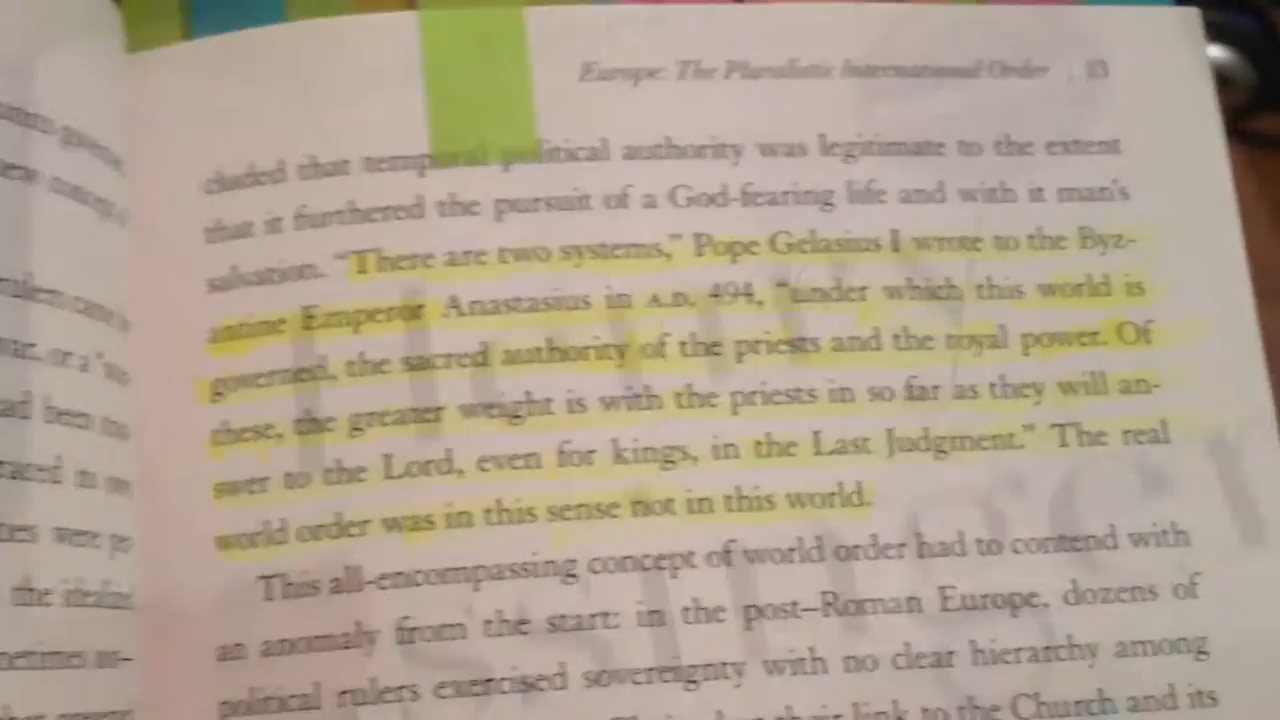 Europe: The Pluralistic International Order 13
cluded that temporal political authority was legitimate to the extent
that it furthered the pursuit of a God-fearing life and with it man's
salvation. "There are two systems," Pope Gelasius I wrote to the Byz-
antine Emperor Anastasius in A.D. 494, "under which this world is
governed, the sacred authority of the priests and the royal power. Of
these, the greater weight is with the priests in so far as they will an-
swer to the Lord, even for kings, in the Last Judgment." The real
world order was in this sense not in this world.
This all-encompassing concept of world order had to contend with
an anomaly from the start: in the post–Roman Europe, dozens of
political rulers exercised sovereignty with no clear hierarchy among
their link to the Church and its